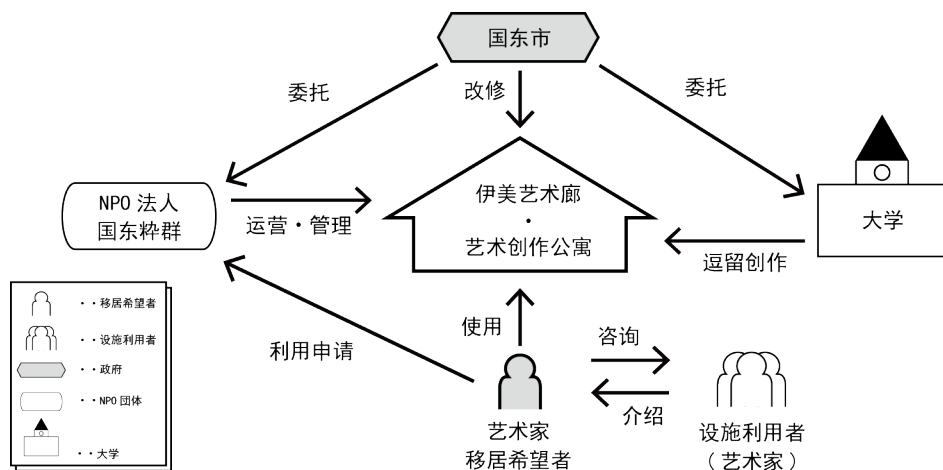 国东市
委托
改修
委托
NPO 法人
国东粋群
运营・管理
伊美艺术廊
・
艺术创作公寓
大学
逗留创作
利用申请
使用
咨询
介绍
艺术家
移居希望者
设施利用者
（艺术家）
・・移居希望者
・・设施利用者
・・政府
・・NPO 团体
・・大学